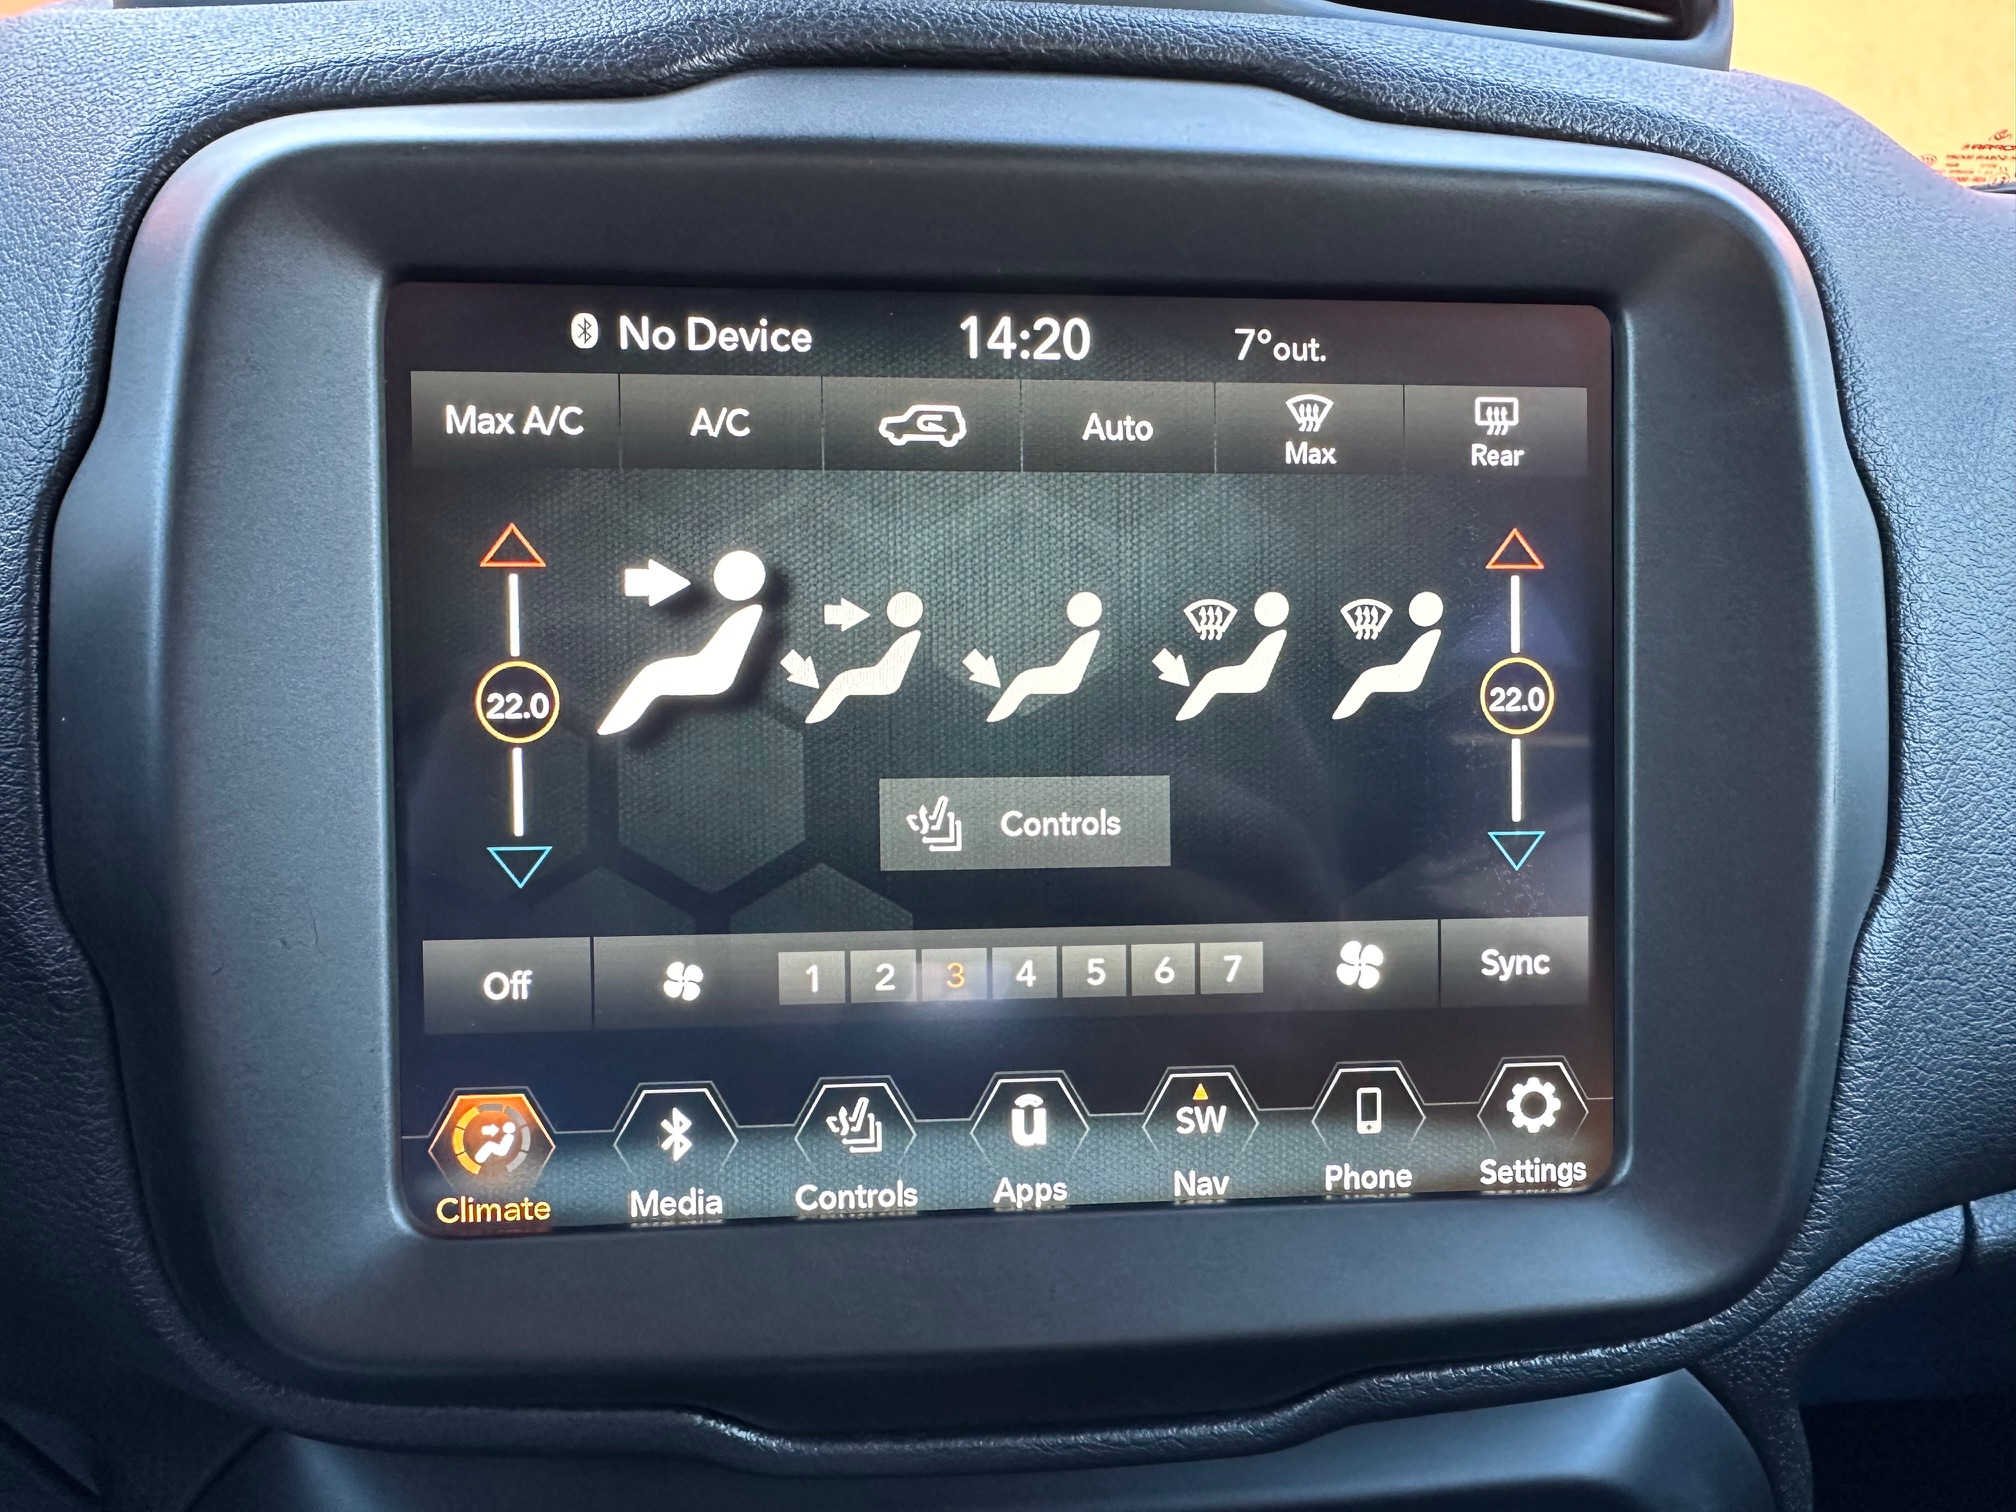 No Device 14:20 7°out.
Max A/C A/C Auto Max Rear
22.0 22.0
Controls
Off 1 2 3 4 5 6 7 Sync
SW
Climate Media Controls Apps Nav Phone Settings